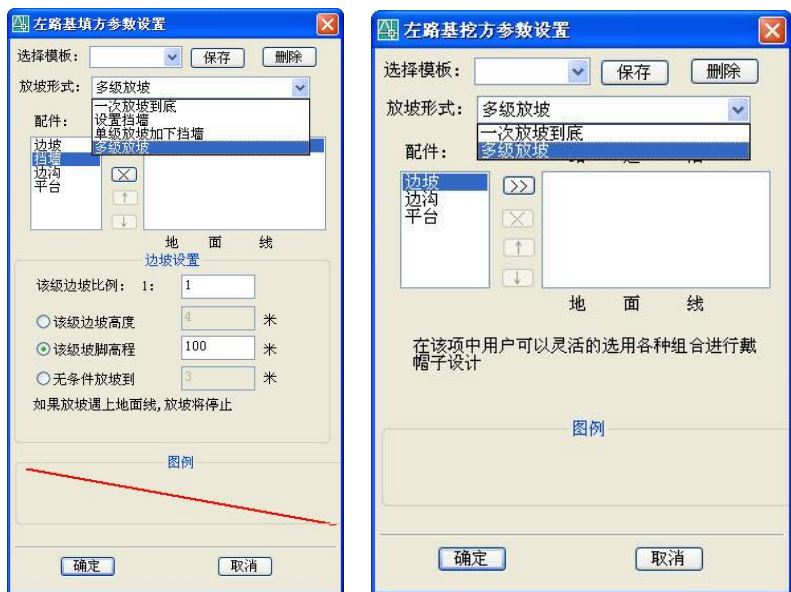 左路基填方参数设置
选择模板：
保存
删除
放坡形式：
多级放坡
一次放坡到底
设置挡墙
单级放坡加下挡墙
多级放坡
配件：
边坡
挡墙
边沟
平台
地 面 线
边坡设置
该级边坡比例： 1： 1
该级边坡高度 4 米
该级坡脚高程 100 米
无条件放坡到 3 米
如果放坡遇上地面线，放坡将停止
图例
确定
取消
左路基挖方参数设置
选择模板：
保存
删除
放坡形式：
多级放坡
一次放坡到底
多级放坡
配件：
边坡
边沟
平台
>>
地 面 线
在该项中用户可以灵活的选用各种组合进行戴
帽子设计
图例
确定
取消